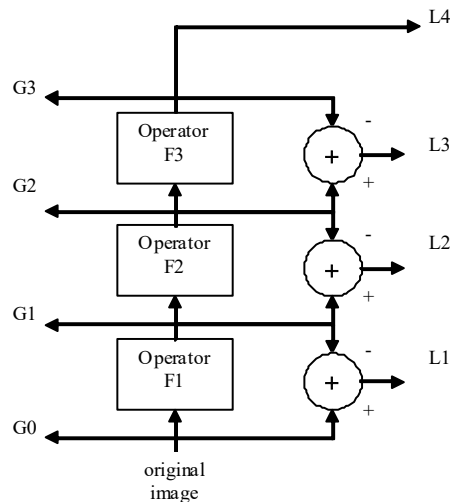 L4
G3
Operator
F3
-
+
+
L3
G2
Operator
F2
-
+
+
L2
G1
Operator
F1
-
+
+
L1
G0
original
image